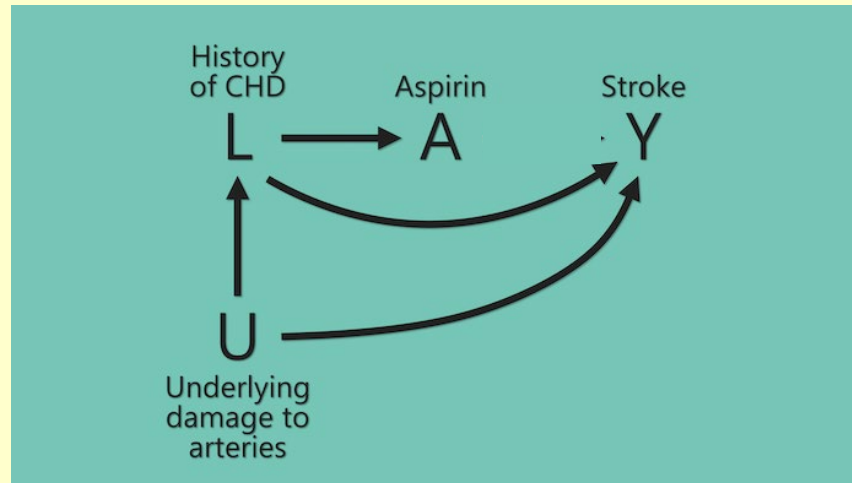 History
of CHD
Aspirin
Stroke
L
A
Y
U
Underlying
damage to
arteries